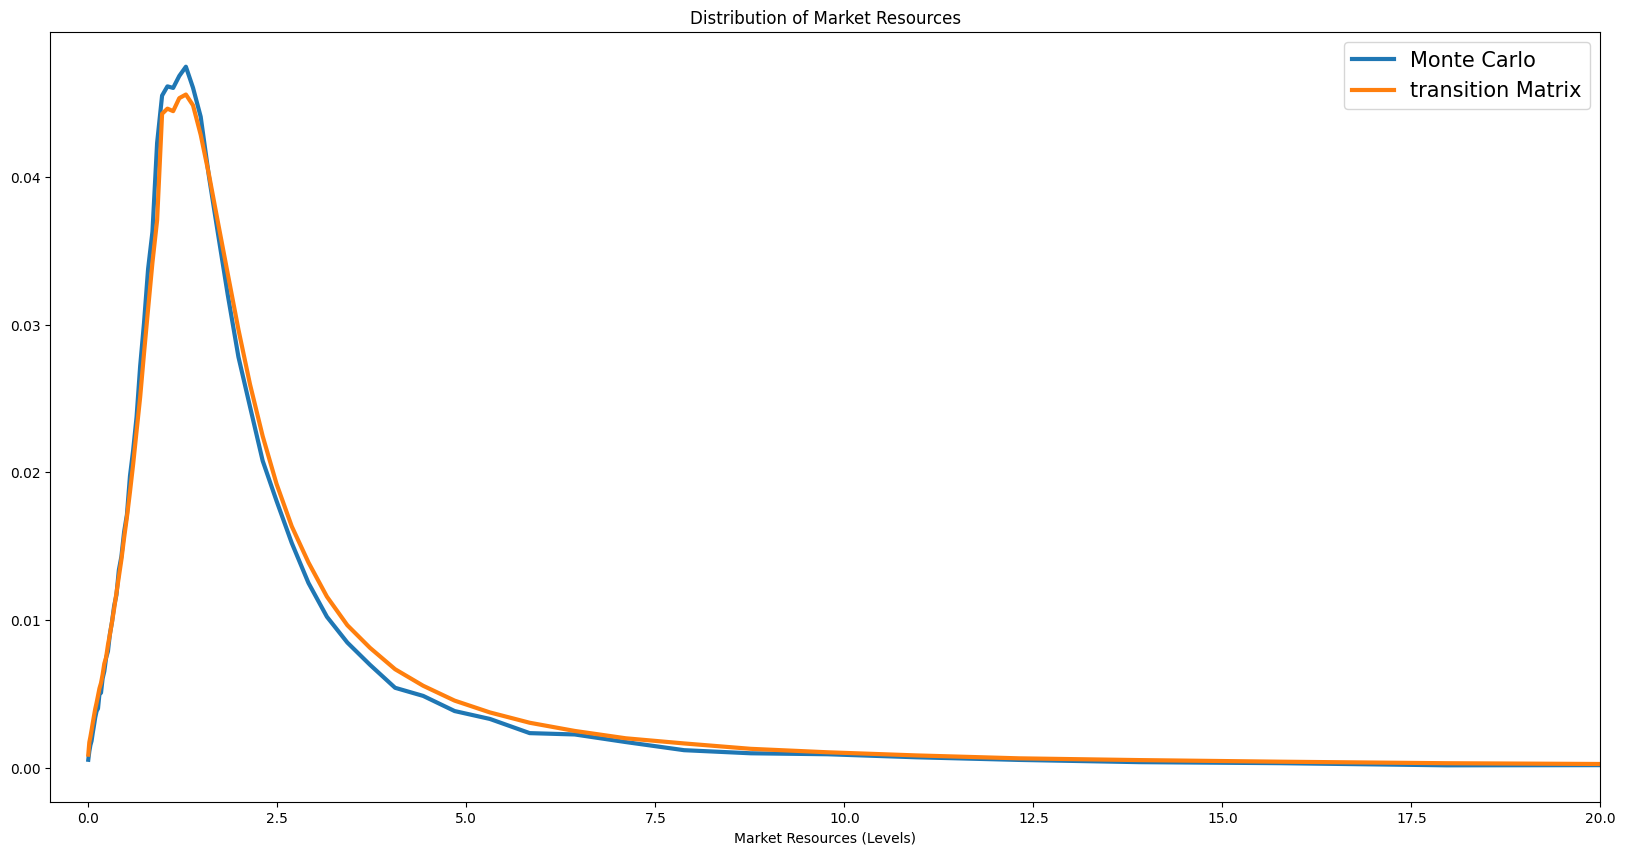 Distribution of Market Resources
Monte Carlo
transition Matrix
0.04
0.03
0.02
0.01
0.00
0.0 2.5 5.0 7.5 10.0 12.5 15.0 17.5 20.0
Market Resources (Levels)